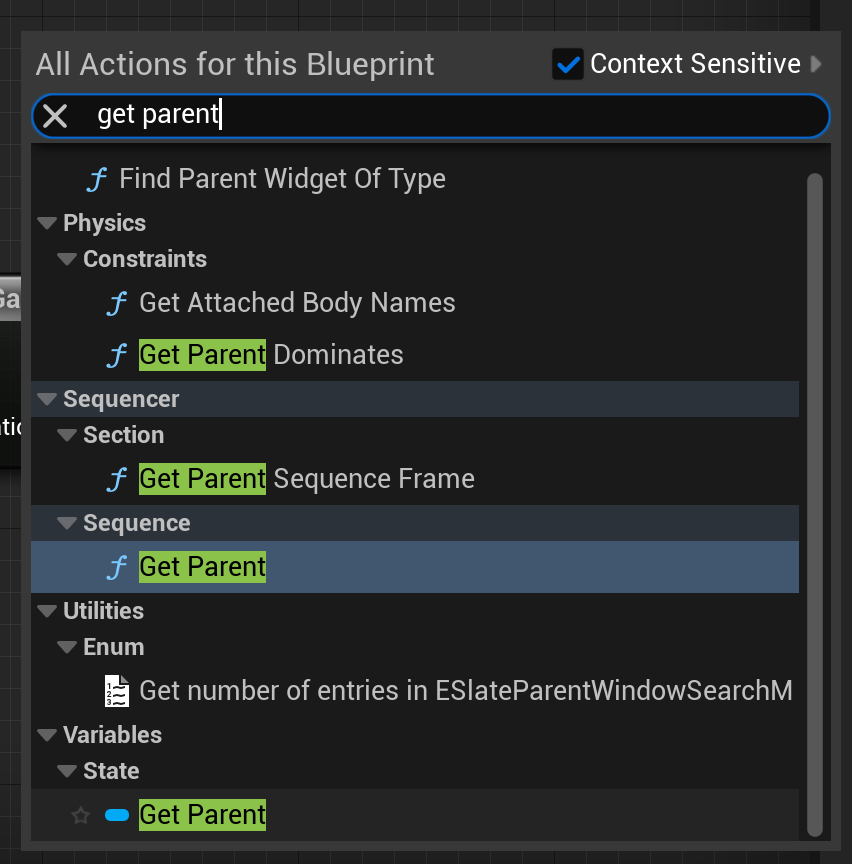 All Actions for this Blueprint
Context Sensitive
get parent
Find Parent Widget Of Type
Physics
Constraints
Get Attached Body Names
Get Parent Dominates
Sequencer
Section
Get Parent Sequence Frame
Sequence
Get Parent
Utilities
Enum
Get number of entries in ESlateParentWindowSearchM
Variables
State
Get Parent